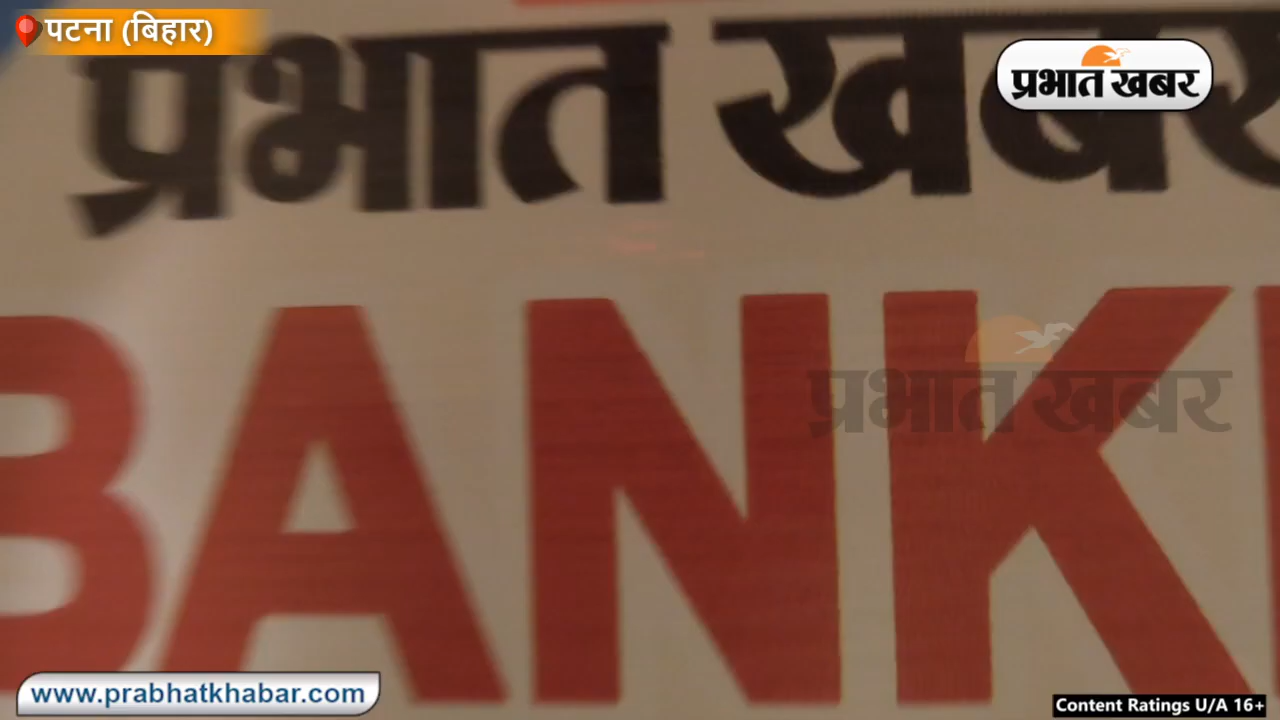 पटना (बिहार)
प्रभात खबर
प्रभात खबर
BANK
प्रभात खबर
www.prabhatkhabar.com
Content Ratings U/A 16+